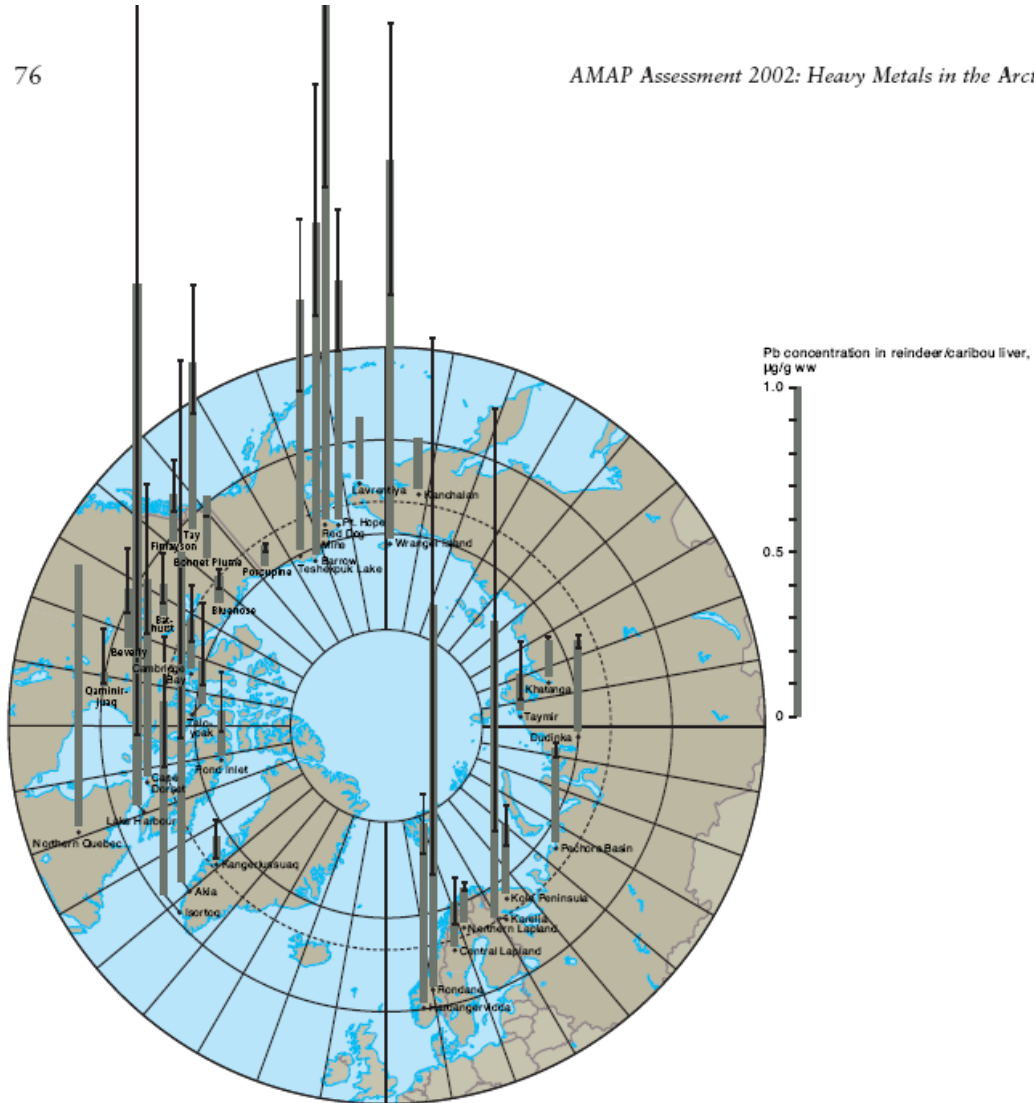 76
AMAP Assessment 2002: Heavy Metals in the Arct
Pb concentration in reindeer/caribou liver,
µg/g ww
1.0
0.5
0
Lavrentiya
Kanchalan
Pt. Hope
Red Dog
Mine
Wrangel Island
Barrow
Teshekpuk Lake
Tay
Finlayson
Bonnet Plume
Porcupine
Bluenose
Bat-
hurst
Beverly
Cambridge
Bay
Qaminir-
juaq
Talo-
yoak
Pond Inlet
Cape
Dorset
Lake Harbour
Northern Quebec
Kangerlussuaq
Akia
Isortoq
Khatanga
Taymir
Dudinka
Pechora Basin
Kola Peninsula
Karelia
Northern Lapland
Central Lapland
Rondane
Hardangervidda